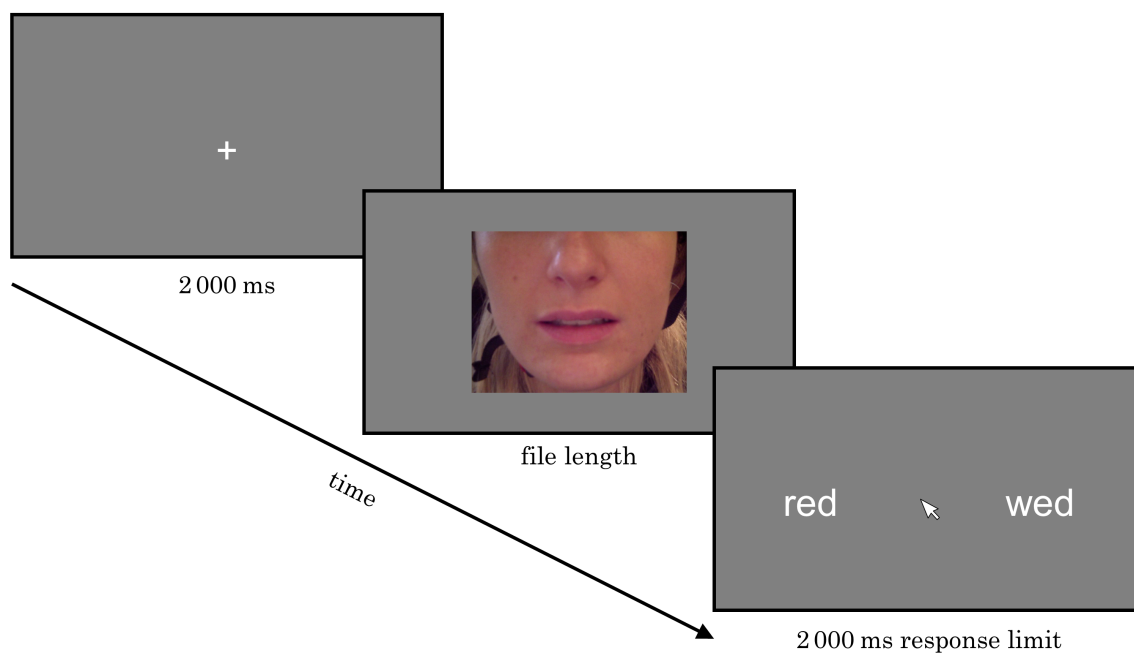 +
2 000 ms
file length
time
red wed
2 000 ms response limit